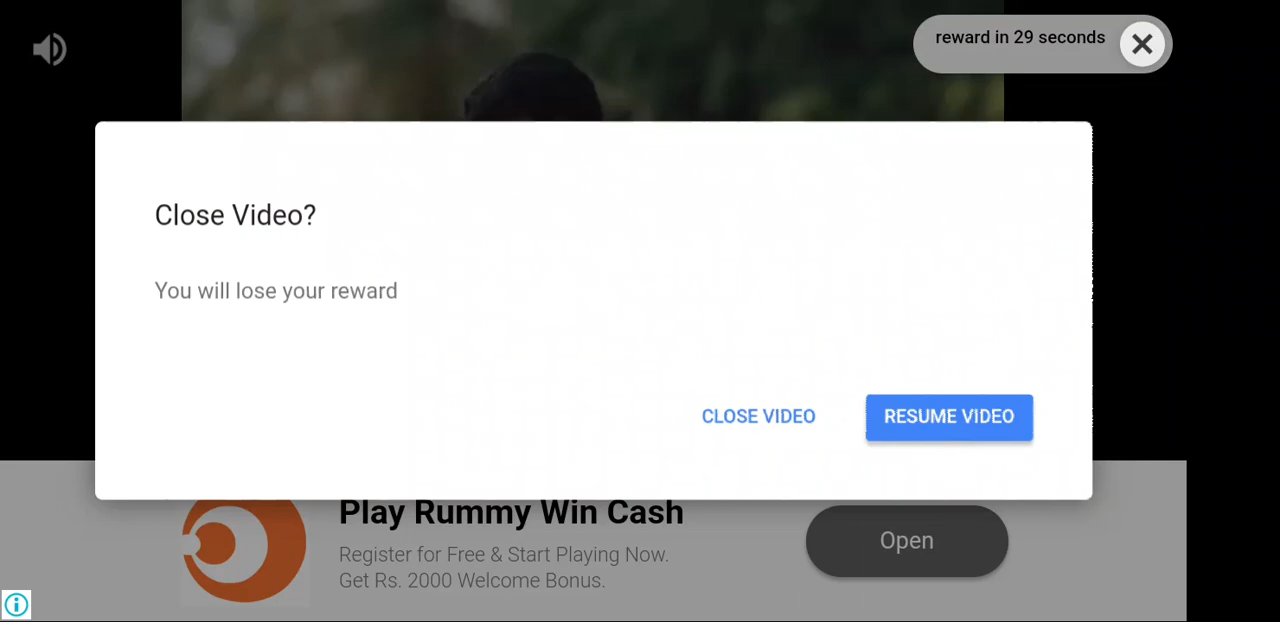 reward in 29 seconds
Close Video?
You will lose your reward
CLOSE VIDEO
RESUME VIDEO
Play Rummy Win Cash
Register for Free & Start Playing Now.
Get Rs. 2000 Welcome Bonus.
Open